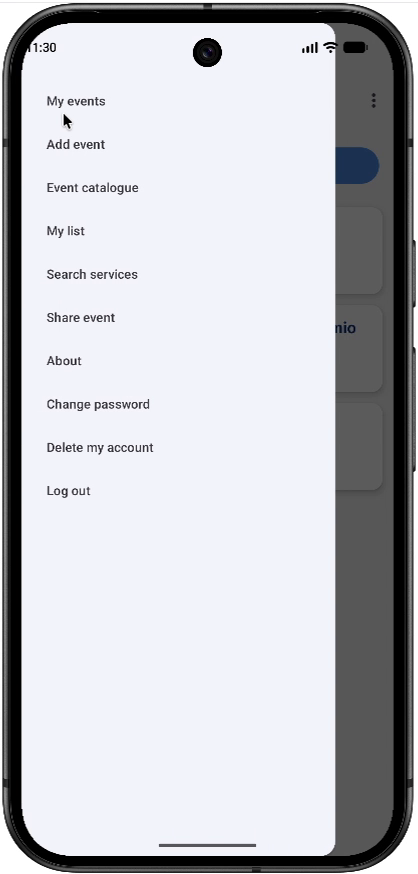 11:30
My events
Add event
Event catalogue
My list
Search services
Share event
About
Change password
Delete my account
Log out